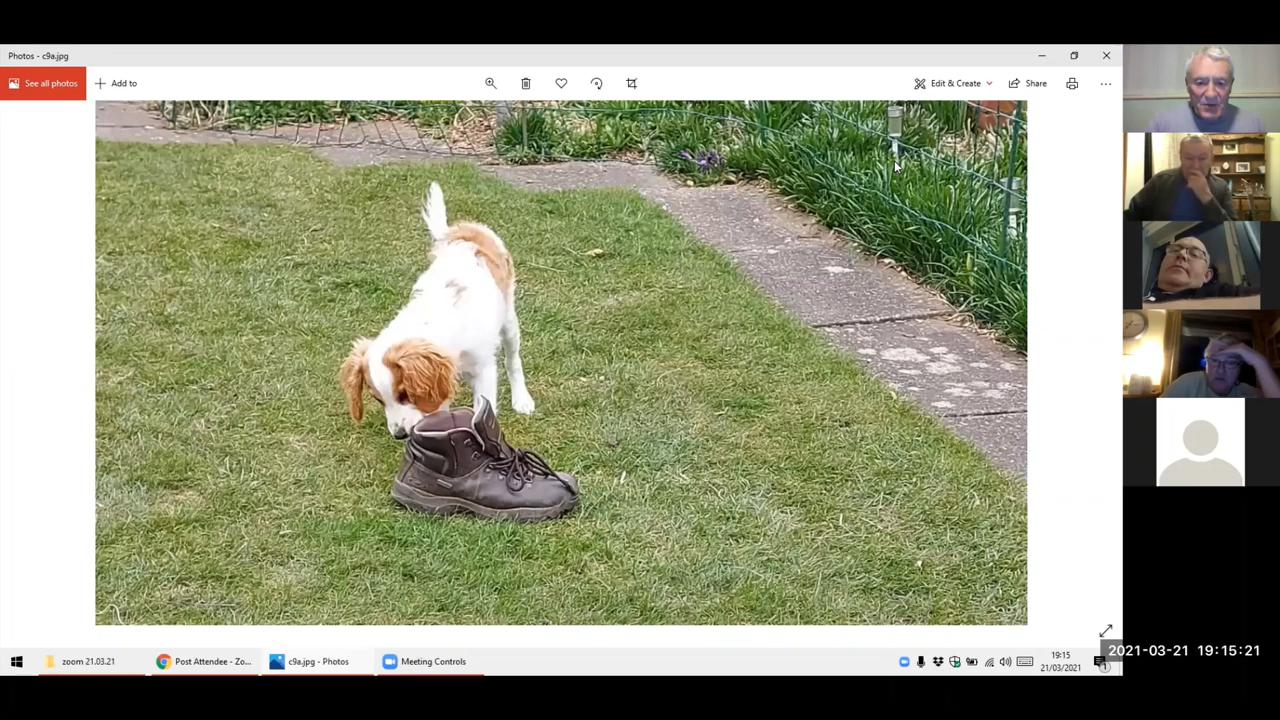 Photos - c9a.jpg
See all photos
Add to
Edit & Create
Share
zoom 21.03.21
Post Attendee - Zo...
c9a.jpg - Photos
Meeting Controls
19:15
21/03/2021
1
2021-03-21 19:15:21